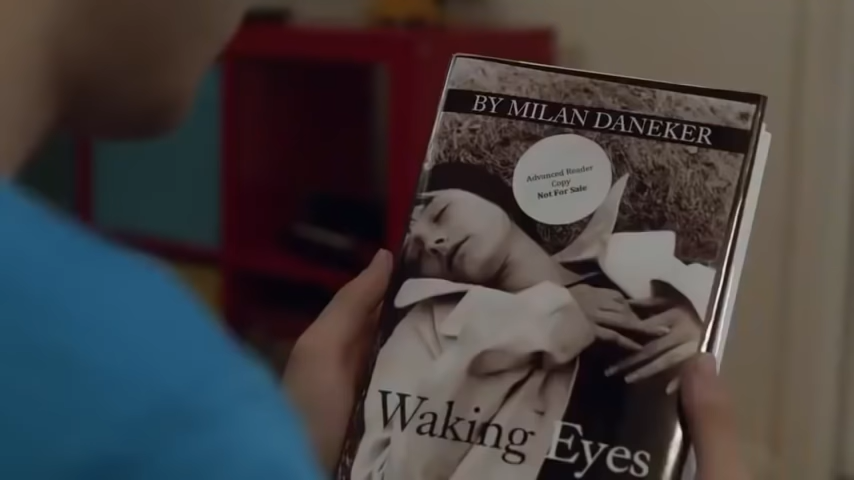 BY MILAN DANEKER
Advanced Reader
Copy
Not For Sale
Waking Eyes